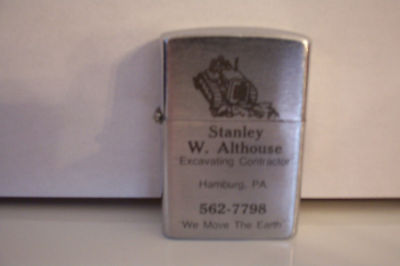 Stanley
W. Althouse
"Excavating Contractor"
Hamburg, PA
562-7798
"We Move The Earth"